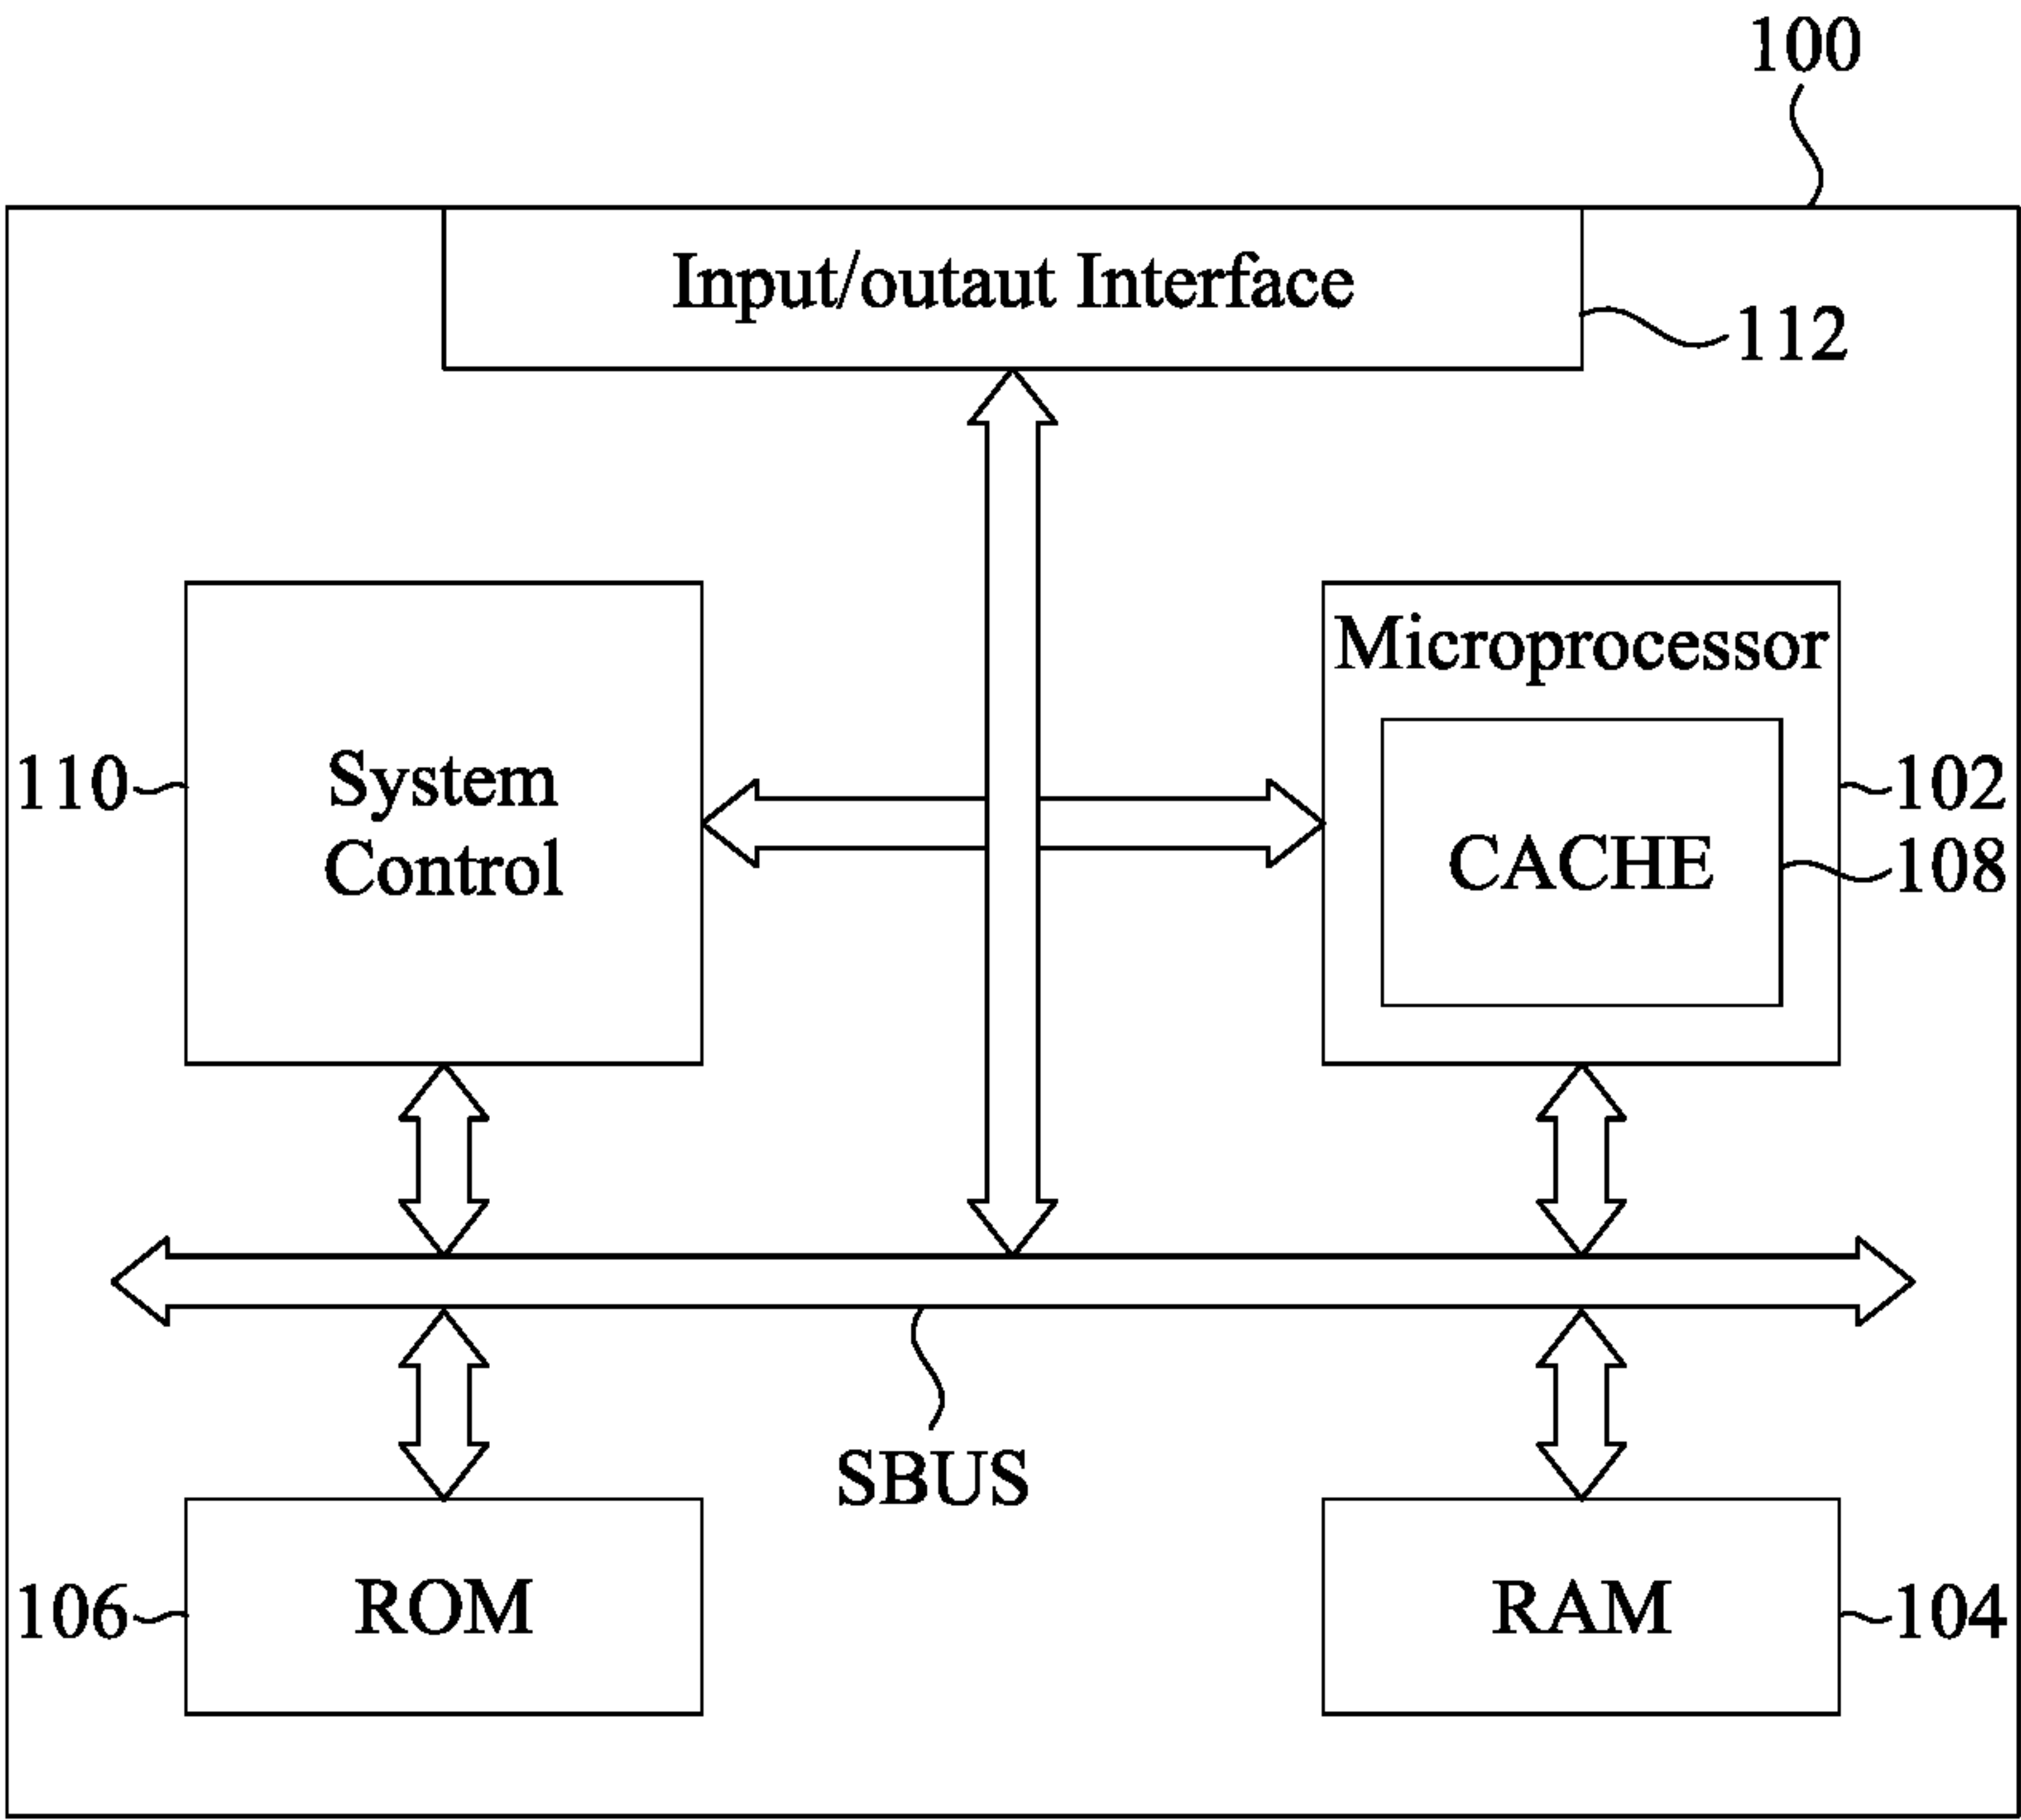 100
Input/outaut Interface
112
Microprocessor
110
System
Control
102
CACHE
108
SBUS
106
ROM
RAM
104